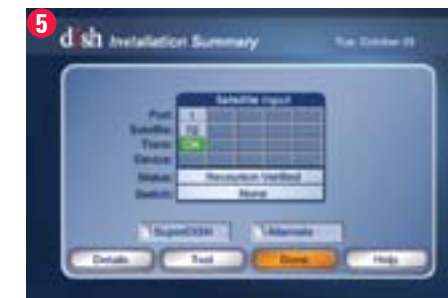 5
dish Installation Summary Tue, October 05
Satellite Input
Port: 1
Satellite:
Trans: OK
Device:
Status: Reception Verified
Switch: None
SuperDISH Alternate
Details Test Done Help